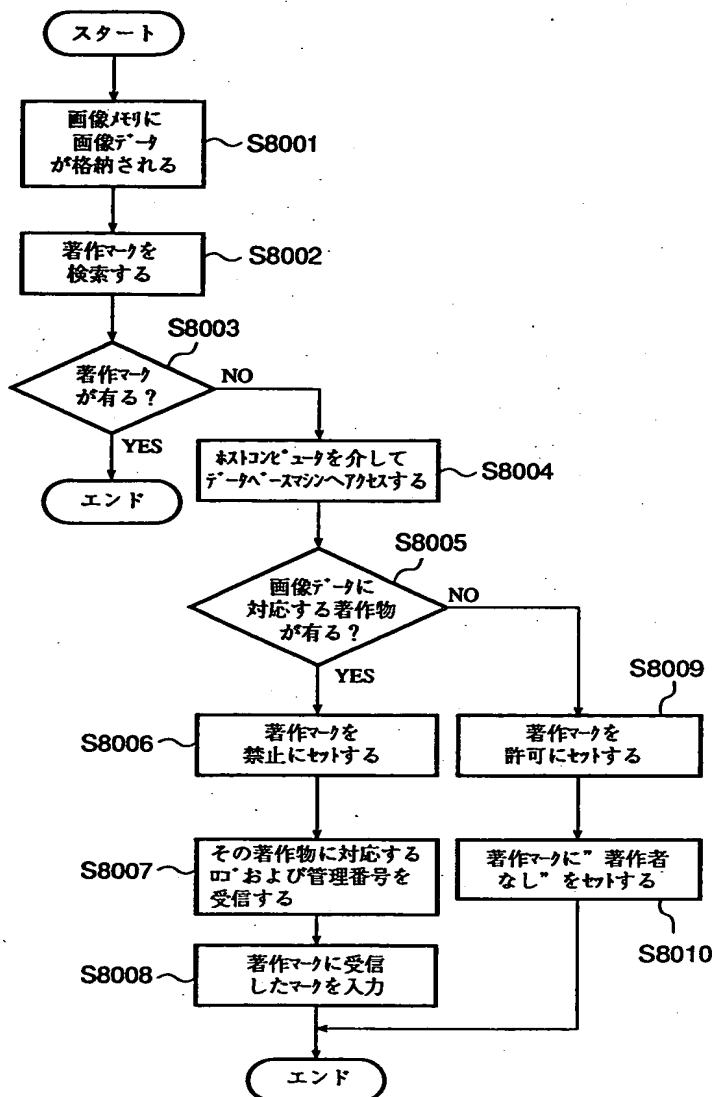 スタート
画像メモリに
画像データ
が格納される
S8001
著作マークを
検索する
S8002
S8003
著作マーク
が有る?
NO
YES
エンド
ホストコンピュータを介して
データベースマシンへアクセスする
S8004
S8005
画像データに
対応する著作物
が有る?
NO
YES
S8009
S8006
著作マークを
禁止にセットする
著作マークを
許可にセットする
S8007
その著作物に対応する
ロゴおよび管理番号を
受信する
著作マークに”著作者
なし”をセットする
S8010
S8008
著作マークに受信
したマークを入力
エンド